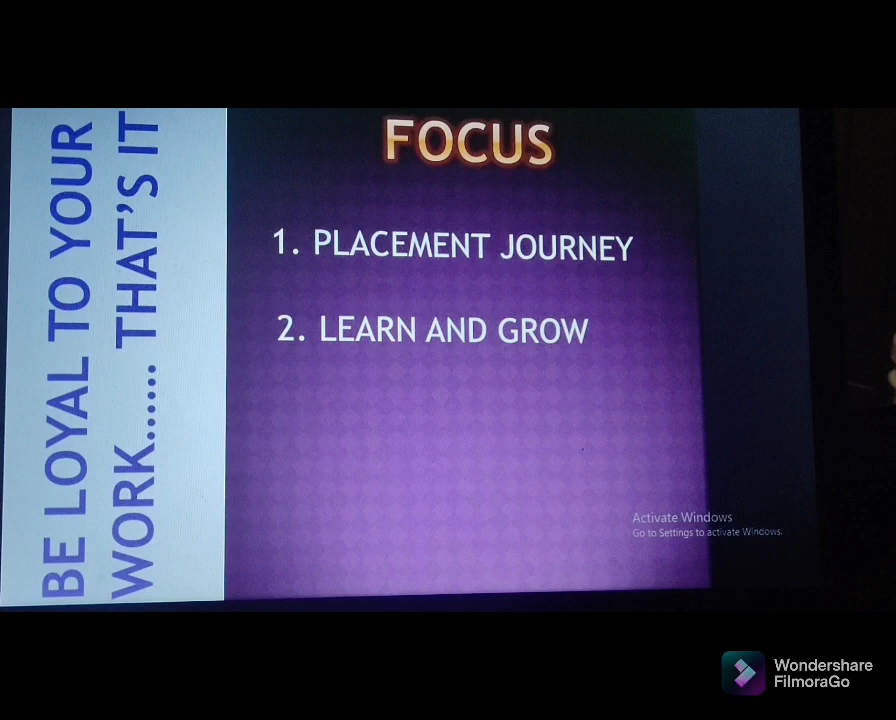 BE LOYAL TO YOUR
WORK...... THAT'S IT
FOCUS
1. PLACEMENT JOURNEY
2. LEARN AND GROW
Activate Windows
Go to Settings to activate Windows.
Wondershare
FilmoraGo